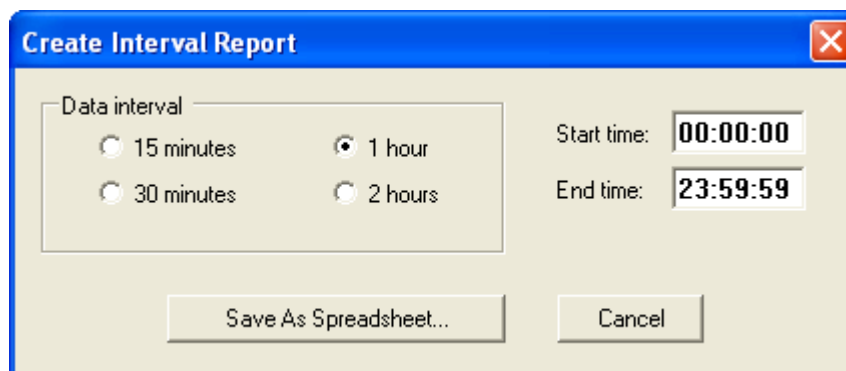 Create Interval Report
Data interval
15 minutes
1 hour
30 minutes
2 hours
Start time: 00:00:00
End time: 23:59:59
Save As Spreadsheet...
Cancel